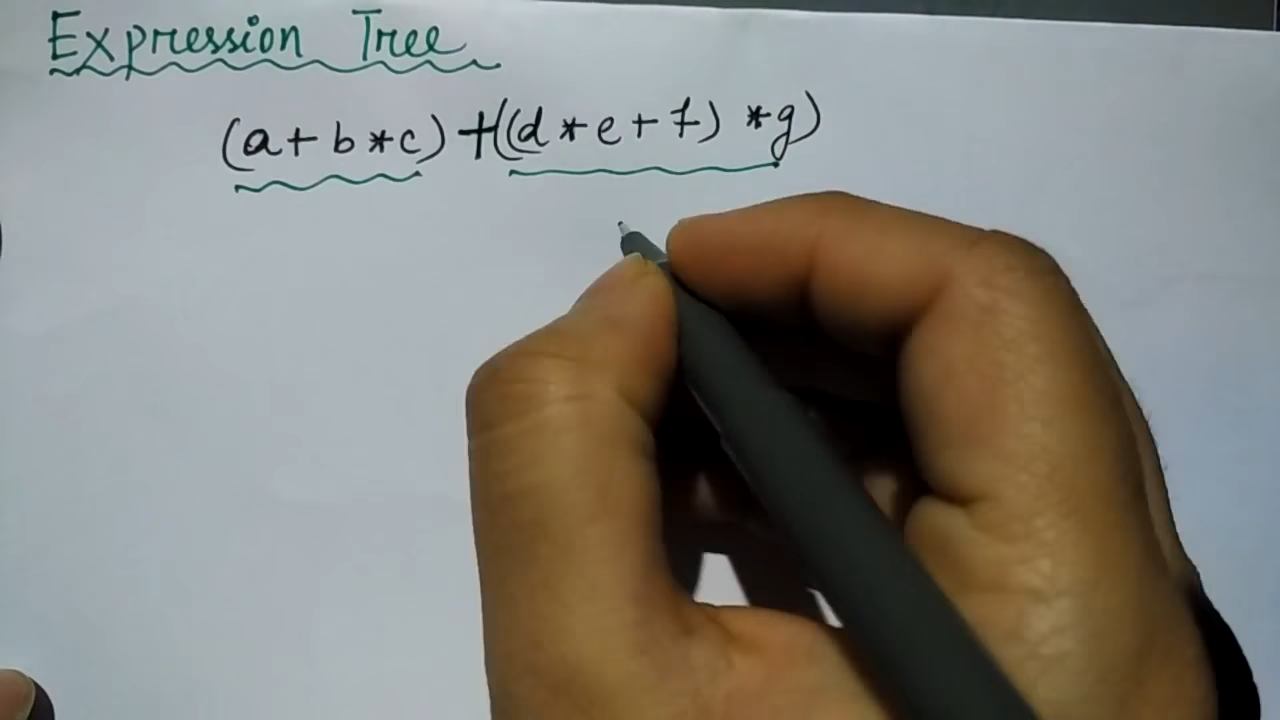 Expression Tree
(a + b * c) + ((d * e + f) * g)